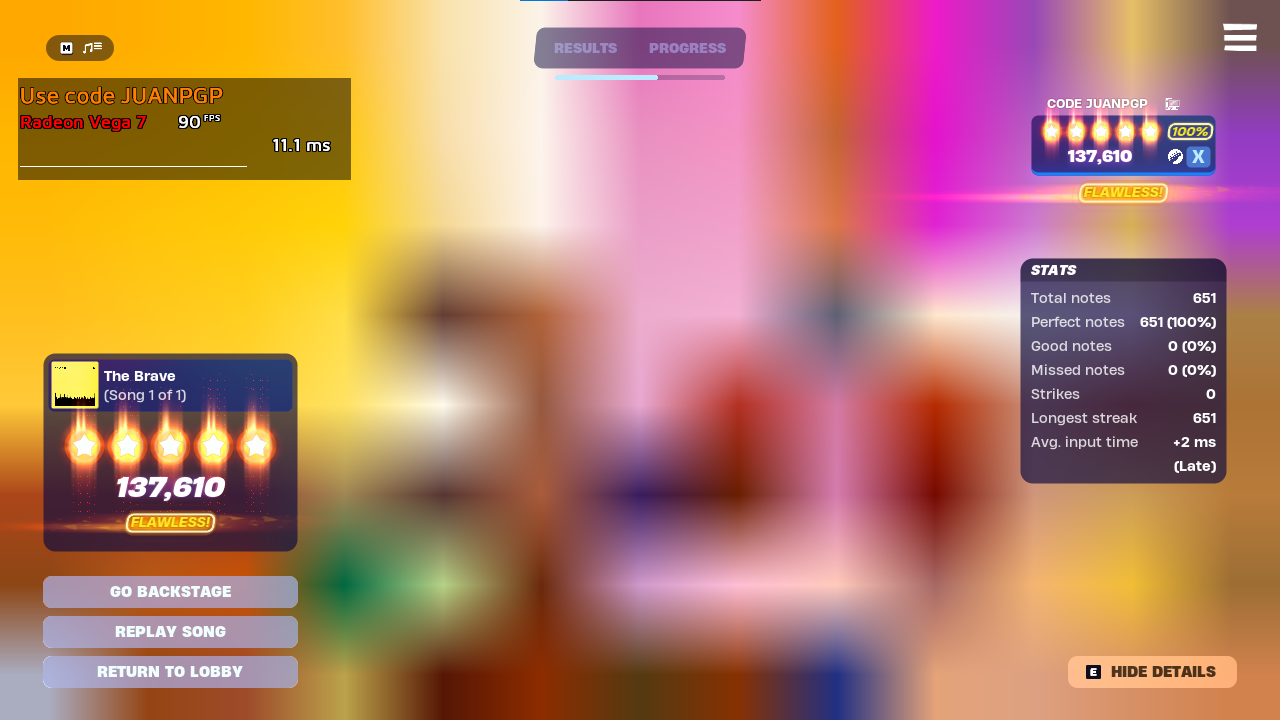 M
RESULTS PROGRESS
Use code JUANPGP
Radeon Vega 7 90 FPS
11.1 ms
CODE JUANPGP
100%
137,610 X
FLAWLESS!
STATS
Total notes 651
Perfect notes 651 (100%)
Good notes 0 (0%)
Missed notes 0 (0%)
Strikes 0
Longest streak 651
Avg. input time +2 ms
(Late)
The Brave
(Song 1 of 1)
137,610
FLAWLESS!
GO BACKSTAGE
REPLAY SONG
RETURN TO LOBBY
E HIDE DETAILS